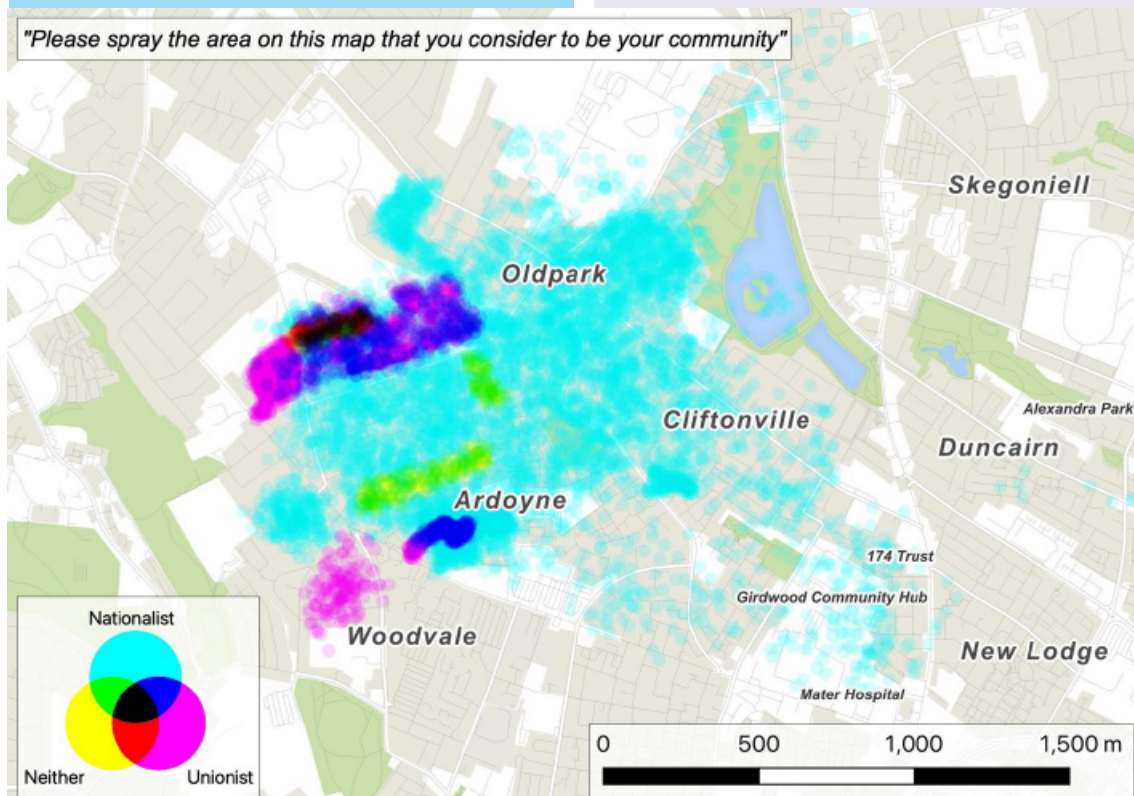 "Please spray the area on this map that you consider to be your community"
Skegoniell
Oldpark
Alexandra Park
Cliftonville
Duncairn
Ardoyne
174 Trust
Girdwood Community Hub
Woodvale
New Lodge
Mater Hospital
Nationalist
Neither
Unionist
0 500 1,000 1,500 m